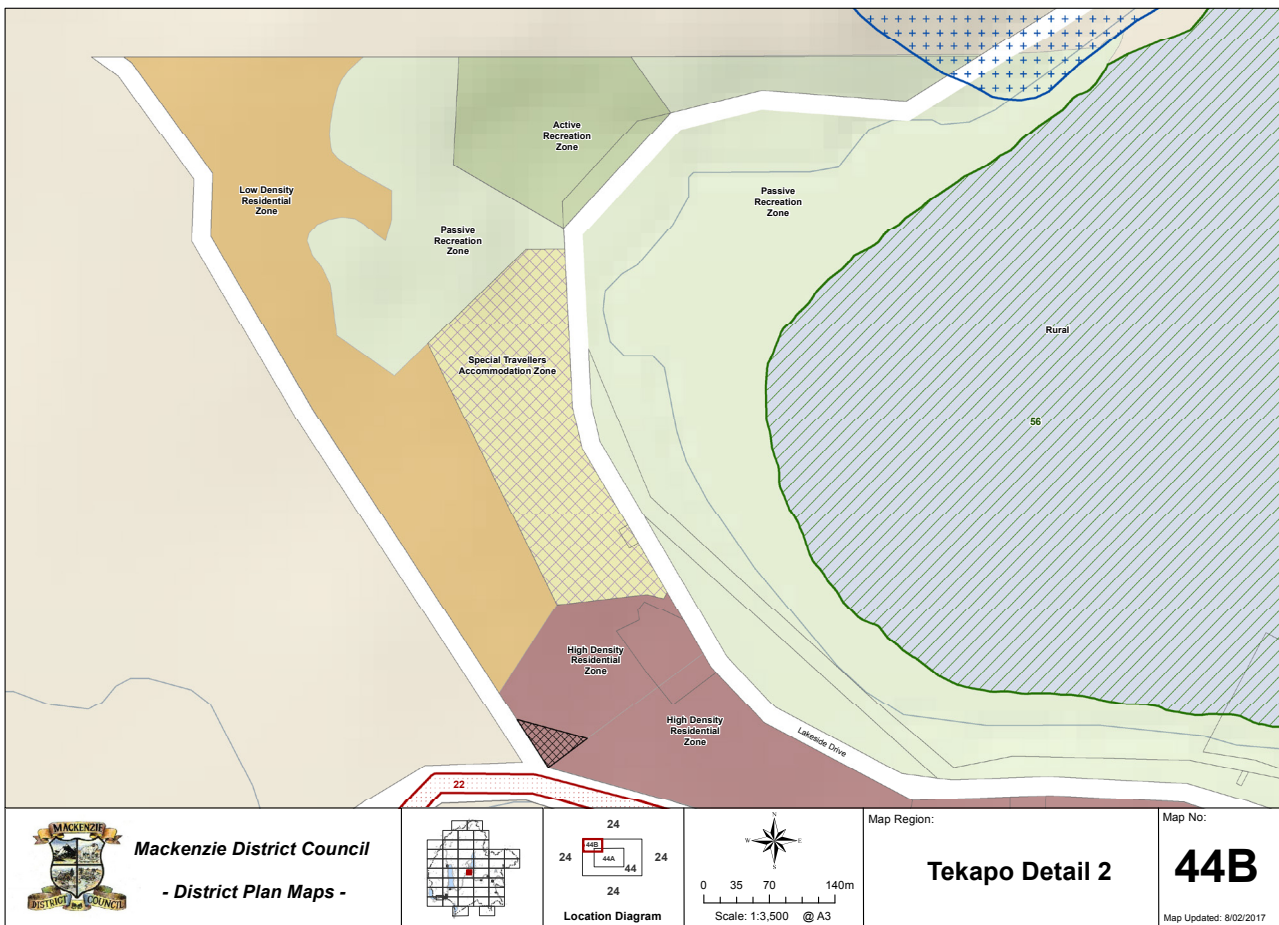 Active
Recreation
Zone
Low Density
Residential
Zone
Passive
Recreation
Zone
Passive
Recreation
Zone
Rural
Special Travellers
Accommodation Zone
56
High Density
Residential
Zone
High Density
Residential
Zone
Lakeside Drive
22
MACKENZIE
DISTRICT COUNCIL
Mackenzie District Council
- District Plan Maps -
24
24
44B
44A
44
24
24
Location Diagram
N
W
E
S
0 35 70 140m
Scale: 1:3,500 @ A3
Map Region:
Tekapo Detail 2
Map No:
44B
Map Updated: 8/02/2017